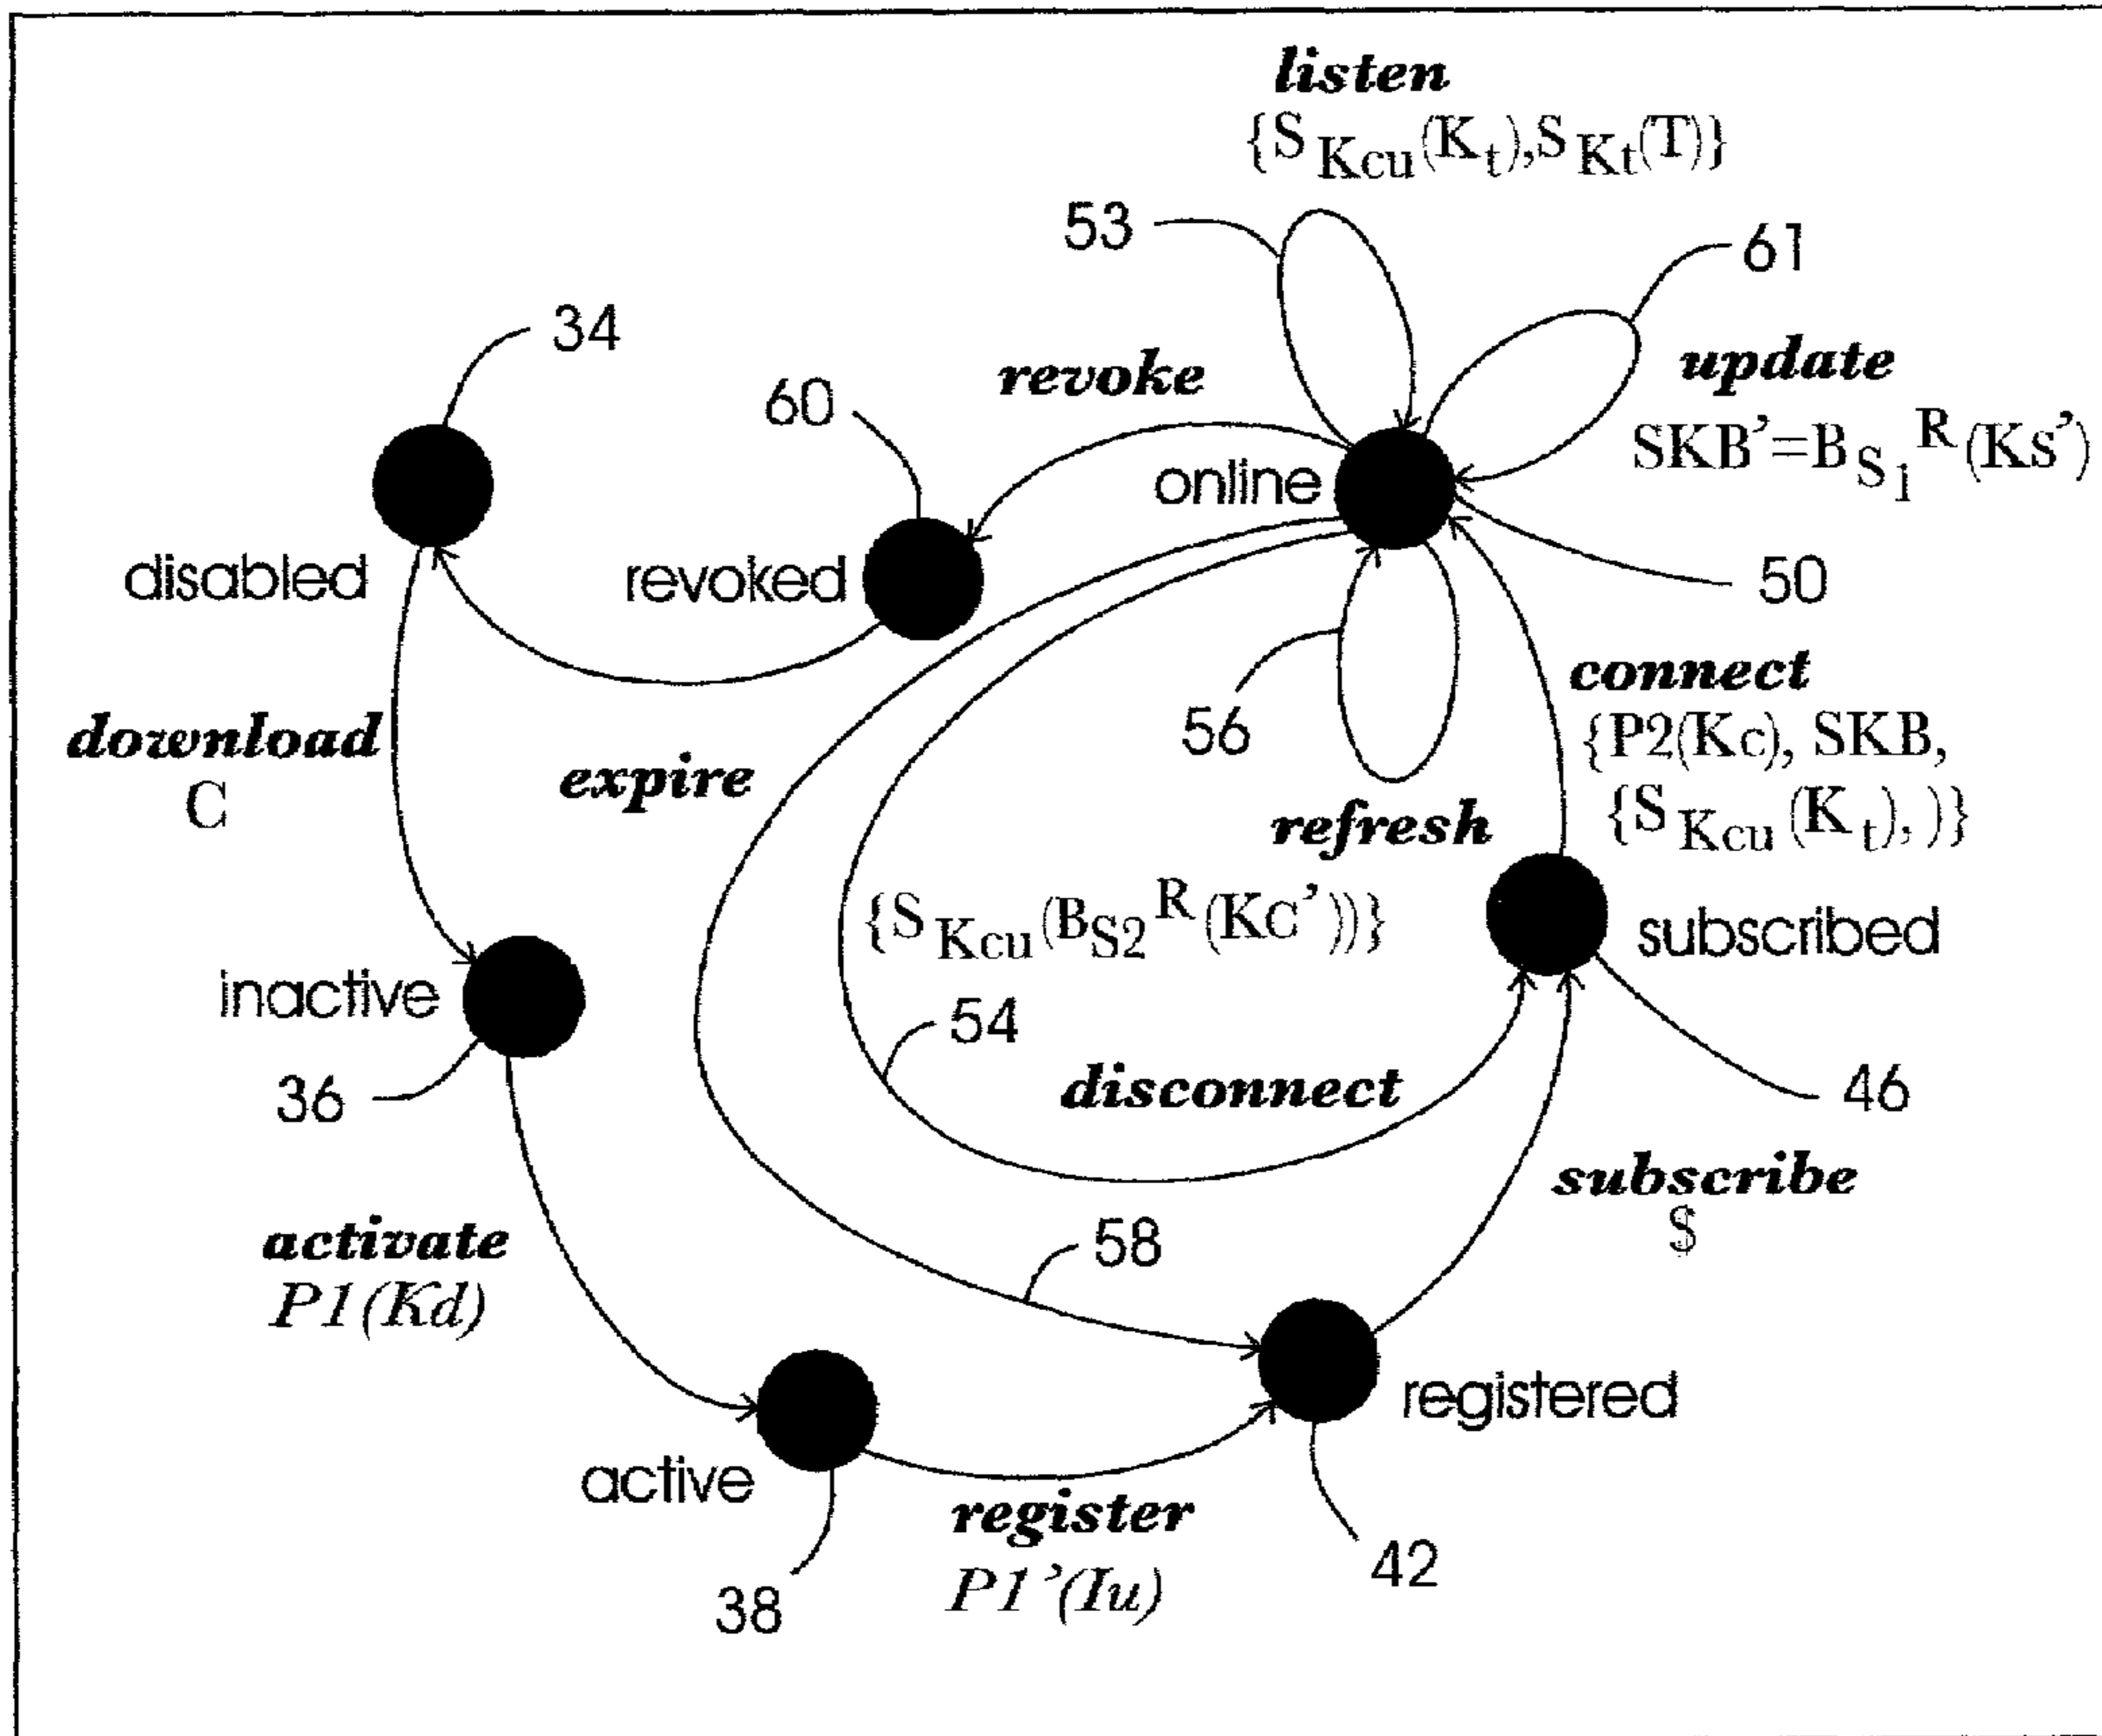 listen
{S Kcu(Kt),S Kt(T)}
53
61
34
revoke
update
60
SKB’=B S1 R(Ks’)
online
disabled
revoked
50
connect
download
56
{P2(Kc), SKB,
expire
C
refresh
{S Kcu (Kt), )}
{S Kcu(B S2 R(KC’))}
subscribed
inactive
54
36
disconnect
46
subscribe
$
activate
58
P1(Kd)
registered
active
register
42
38
P1’(Iu)